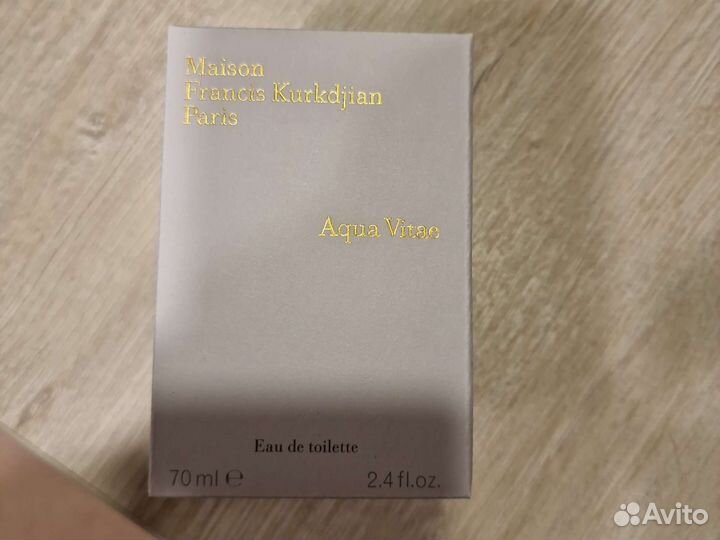 Maison
Francis Kurkdjian
Paris
Aqua Vitae
Eau de toilette
70 ml ℮ 2.4 fl.oz.
Avito